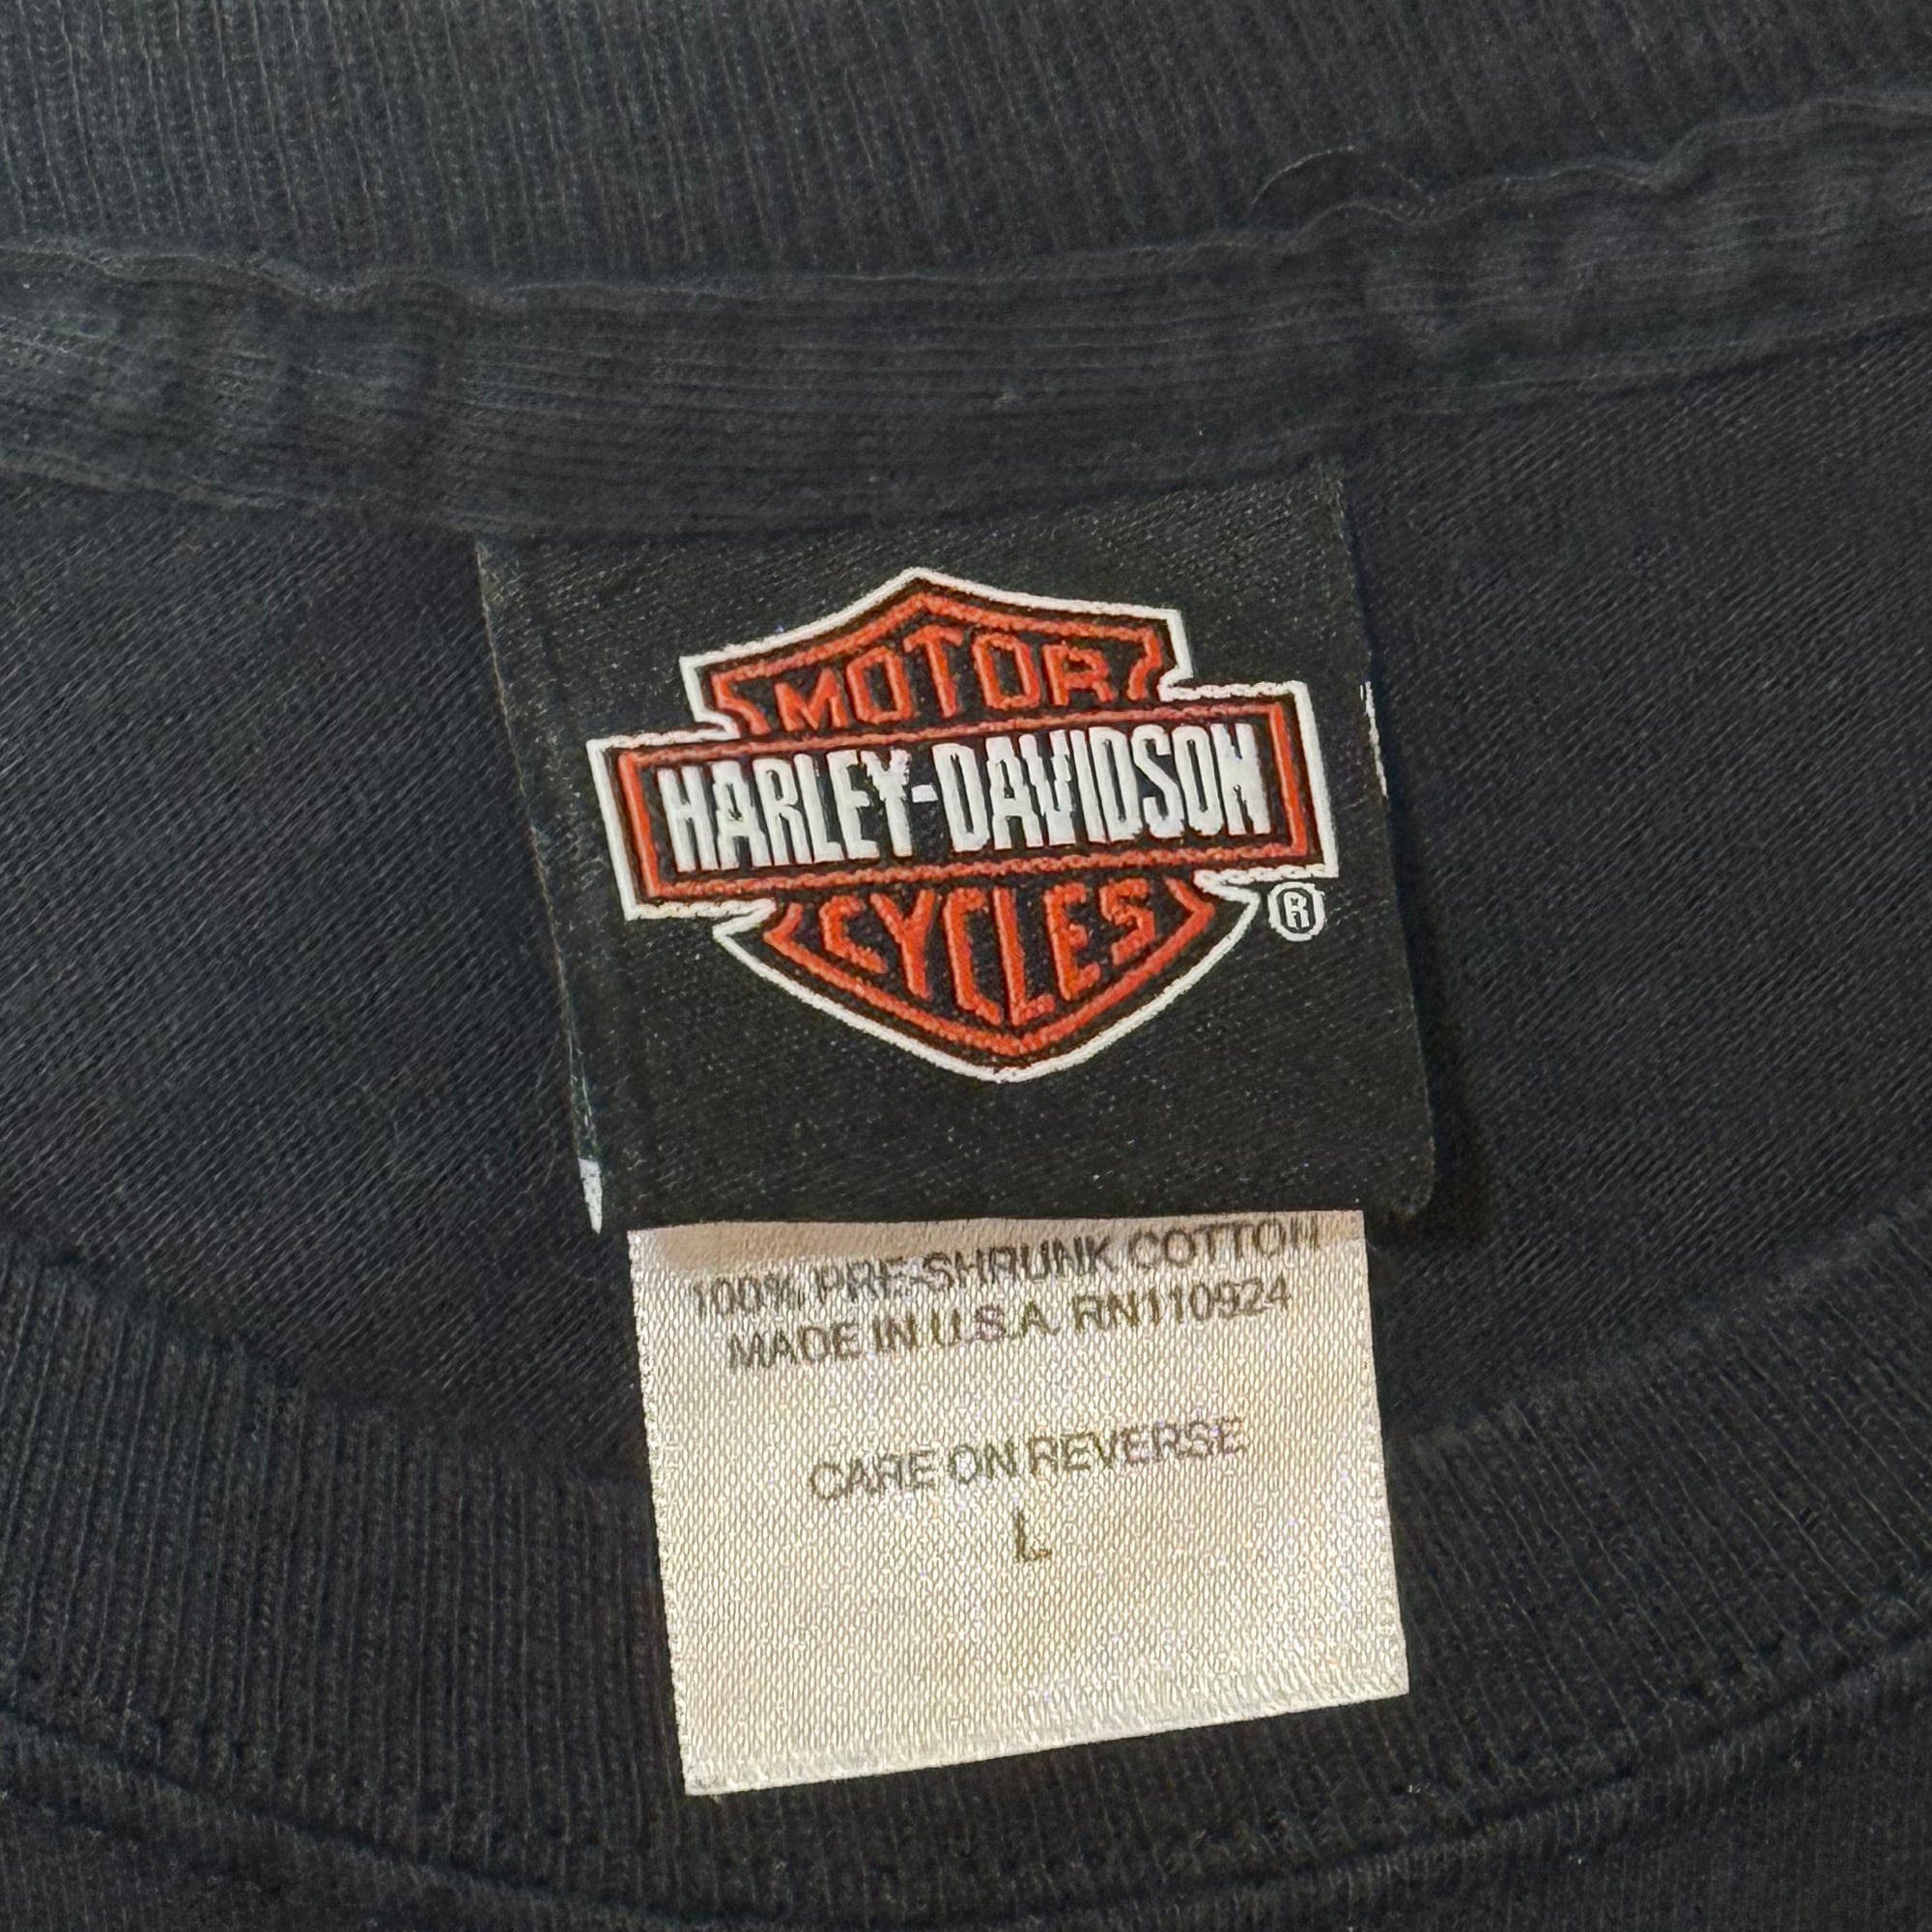 MOTOR
HARLEY-DAVIDSON
CYCLES
®
100% PRE-SHRUNK COTTON
MADE IN U.S.A. RN110924
CARE ON REVERSE
L